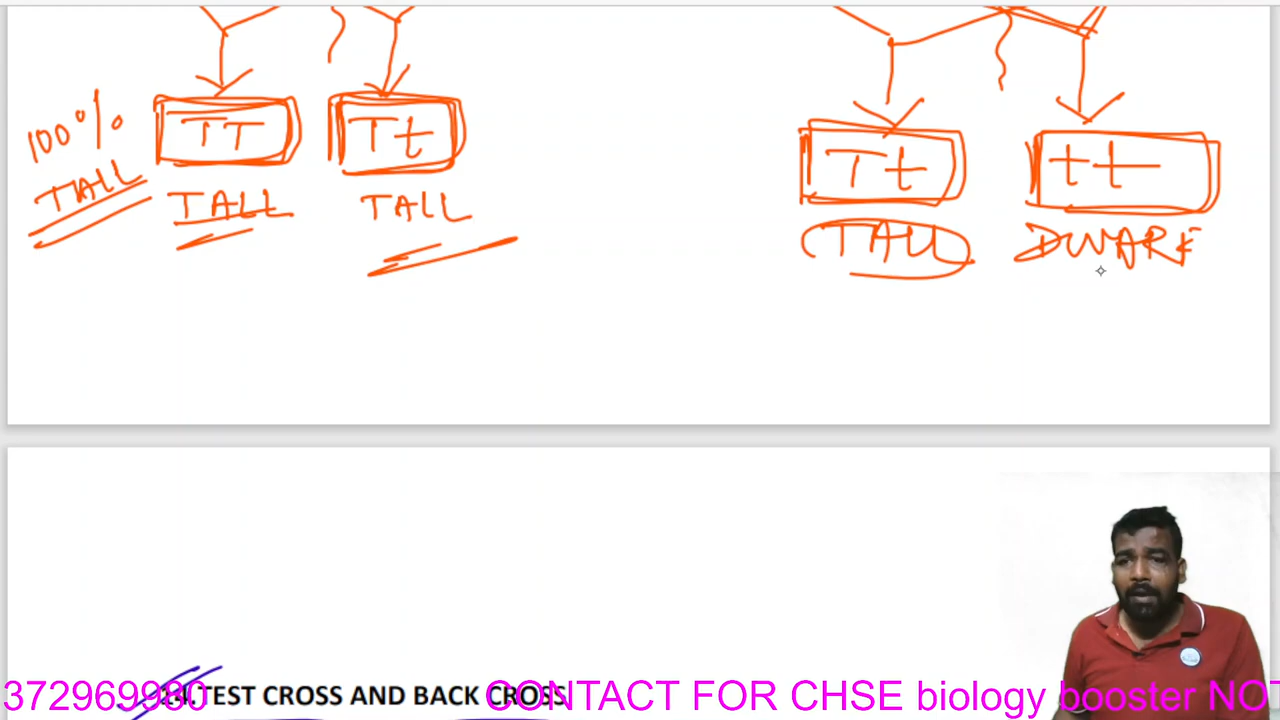 100%
TALL
TT
Tt
TALL
TALL
Tt
tt
TALL
DWARF
24.TEST CROSS AND BACK CROSS
CONTACT FOR CHSE biology booster NOT